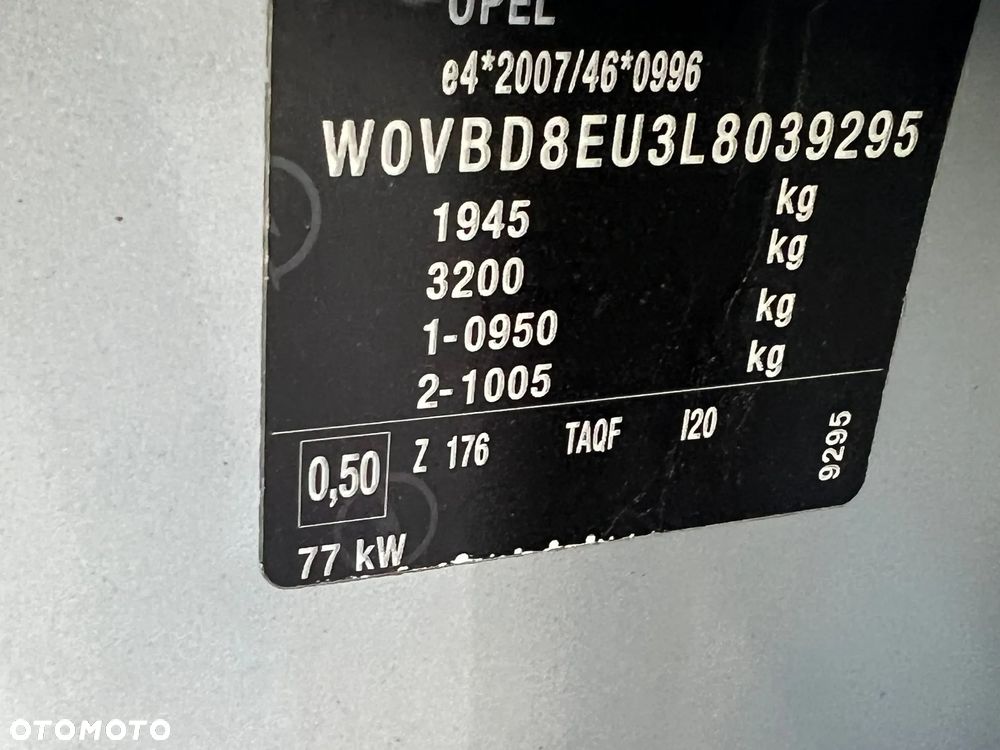 OPEL
e4*2007/46*0996
W0VBD8EU3L8039295
1945 kg
3200 kg
1-0950 kg
2-1005 kg
0,50 Z 176 TAQF I20 9295
77 kW
OTOMOTO